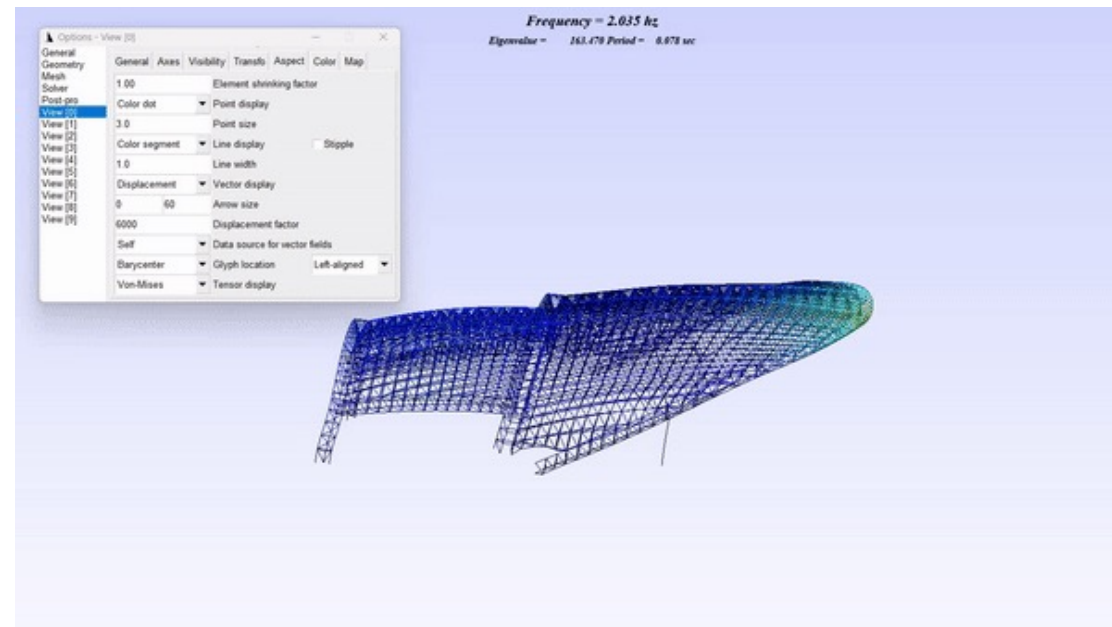 Frequency = 2.035 hz
Eigenvalue = 163.470 Period = 0.078 sec
Options - View [0]
General
Geometry
Mesh
Solver
Post-pro
View [0]
View [1]
View [2]
View [3]
View [4]
View [5]
View [6]
View [7]
View [8]
View [9]
General Axes Visibility Transfo Aspect Color Map
1.00 Element shrinking factor
Color dot Point display
3.0 Point size
Color segment Line display Stipple
1.0 Line width
Displacement Vector display
0 60 Arrow size
6000 Displacement factor
Self Data source for vector fields
Barycenter Glyph location Left-aligned
Von-Mises Tensor display